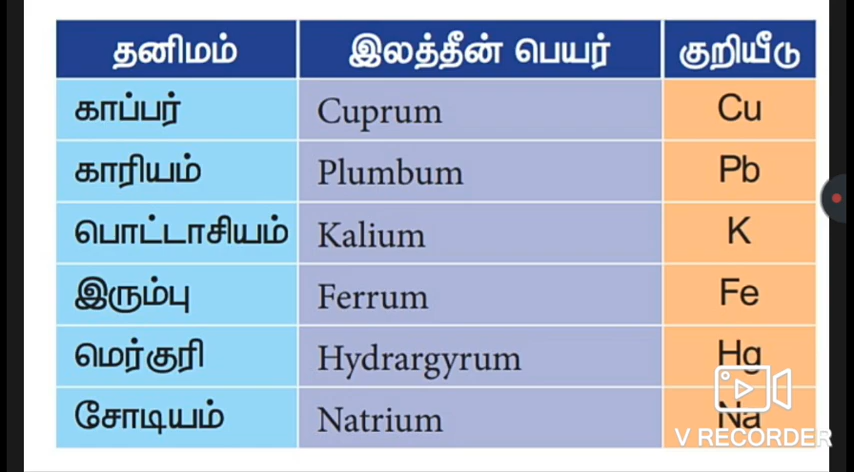 தனிமம் இலத்தீன் பெயர் குறியீடு
காப்பர் Cuprum Cu
காரியம் Plumbum Pb
பொட்டாசியம் Kalium K
இரும்பு Ferrum Fe
மெர்குரி Hydrargyrum Hg
சோடியம் Natrium Na
V RECORDER